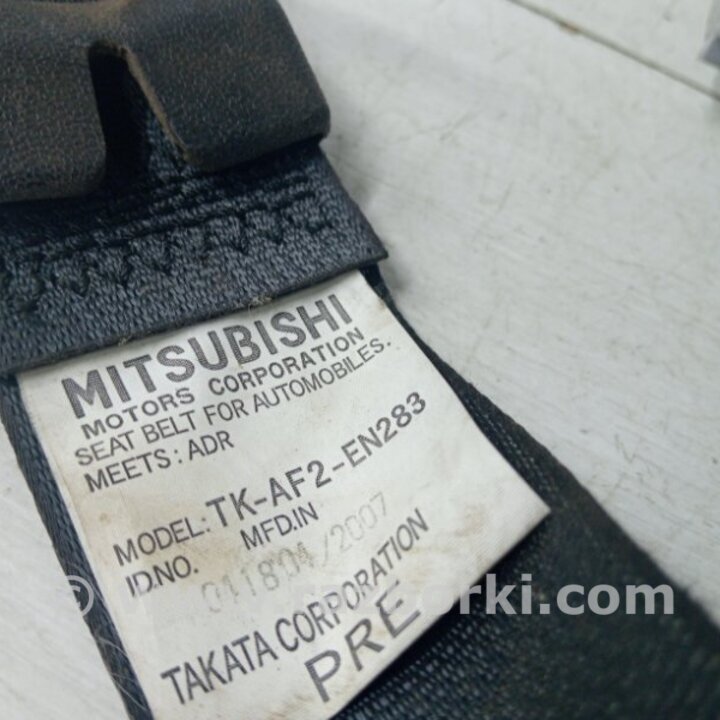 MITSUBISHI
MOTORS CORPORATION
SEAT BELT FOR AUTOMOBILES.
MEETS: ADR
MODEL: TK-AF2-EN283
ID.NO. MFD.IN
011804/2007
TAKATA CORPORATION
PRE